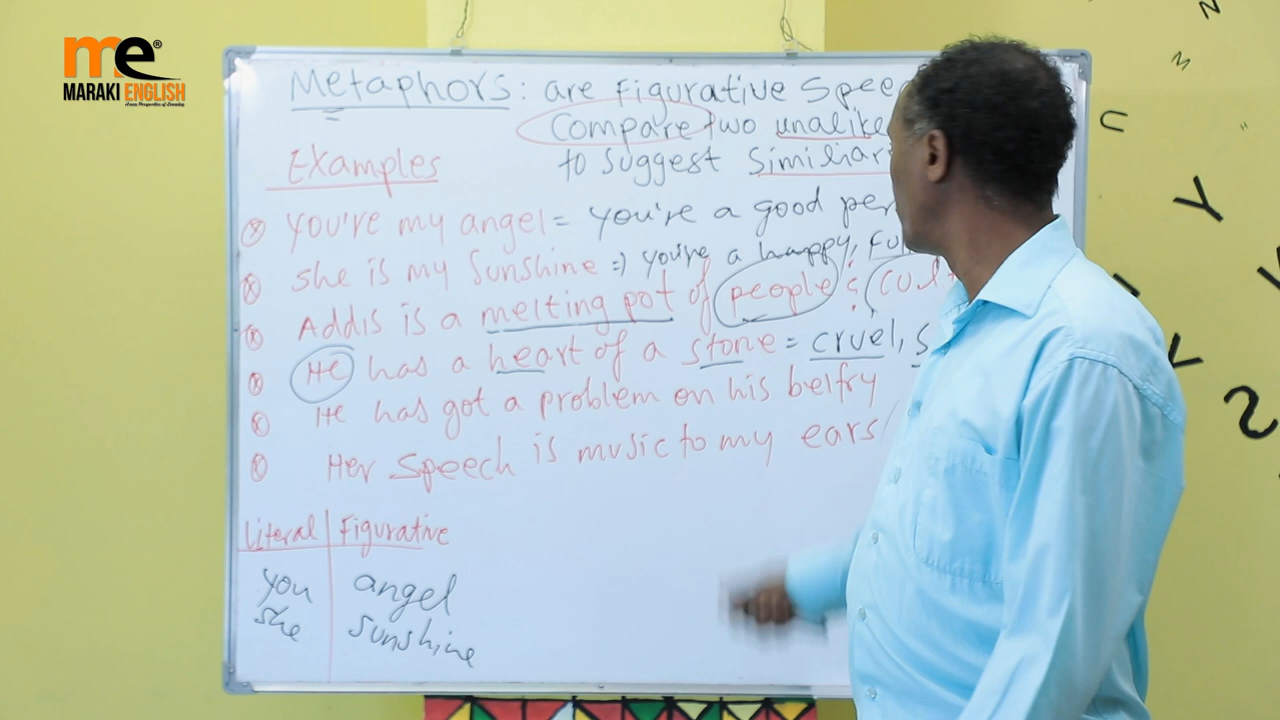 me®
MARAKI ENGLISH
Metaphors: are Figurative Spee
Compare two unalike
to suggest Similiar
Examples
You're my angel = you're a good per
She is my Sunshine => you're a happy, Fu
Addis is a melting pot of people & cult
He has a heart of a stone = cruel, s
He has got a problem on his belfry
Her speech is music to my ears
Literal Figurative
you angel
she sunshine